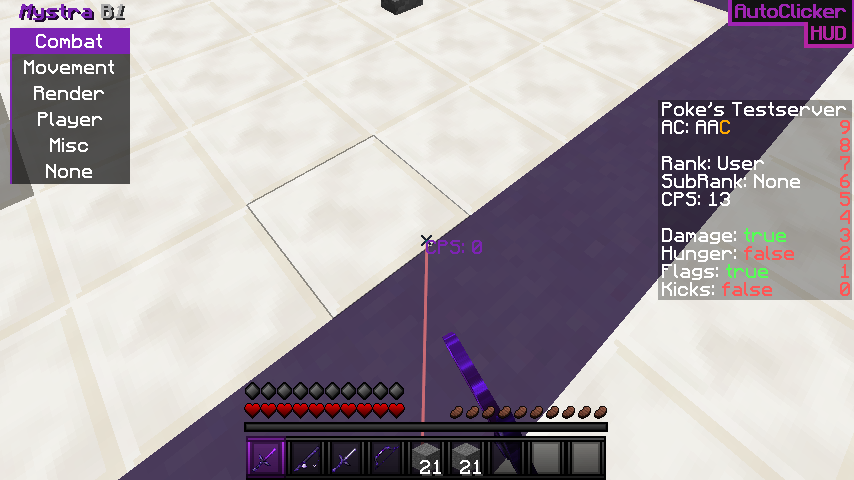 Mystra B1
Combat
Movement
Render
Player
Misc
None
AutoClicker
HUD
Poke's Testserver
AC: AAC 9
8
Rank: User 7
SubRank: None 6
CPS: 13 5
4
Damage: true 3
Hunger: false 2
Flags: true 1
Kicks: false 0
CPS: 0
21
21